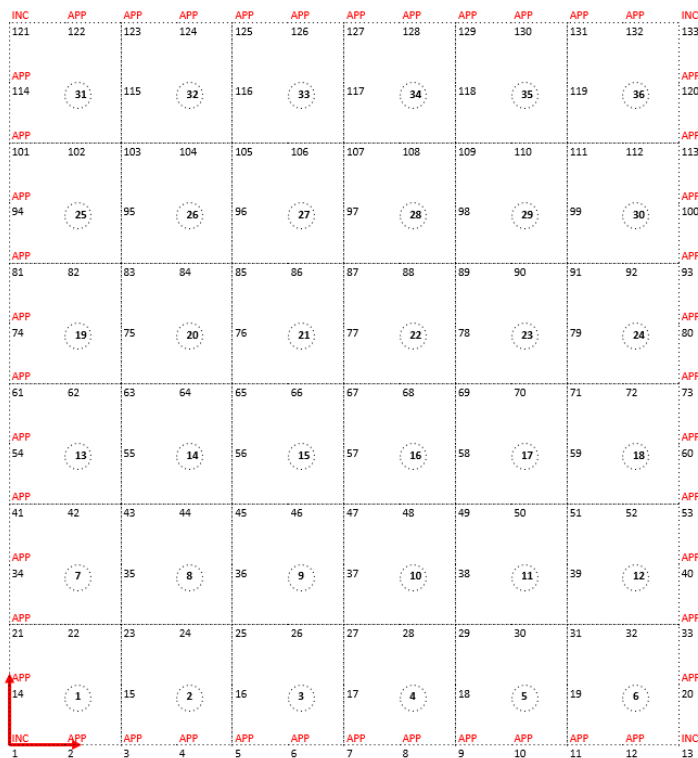 INC APP APP APP APP APP APP APP APP APP APP APP INC
121 122 123 124 125 126 127 128 129 130 131 132 133
APP APP
114 31 115 32 116 33 117 34 118 35 119 36 120
APP APP
101 102 103 104 105 106 107 108 109 110 111 112 113
APP APP
94 25 95 26 96 27 97 28 98 29 99 30 100
APP APP
81 82 83 84 85 86 87 88 89 90 91 92 93
APP APP
74 19 75 20 76 21 77 22 78 23 79 24 80
APP APP
61 62 63 64 65 66 67 68 69 70 71 72 73
APP APP
54 13 55 14 56 15 57 16 58 17 59 18 60
APP APP
41 42 43 44 45 46 47 48 49 50 51 52 53
APP APP
34 7 35 8 36 9 37 10 38 11 39 12 40
APP APP
21 22 23 24 25 26 27 28 29 30 31 32 33
APP APP
14 1 15 2 16 3 17 4 18 5 19 6 20
INC APP APP APP APP APP APP APP APP APP APP APP INC
1 2 3 4 5 6 7 8 9 10 11 12 13